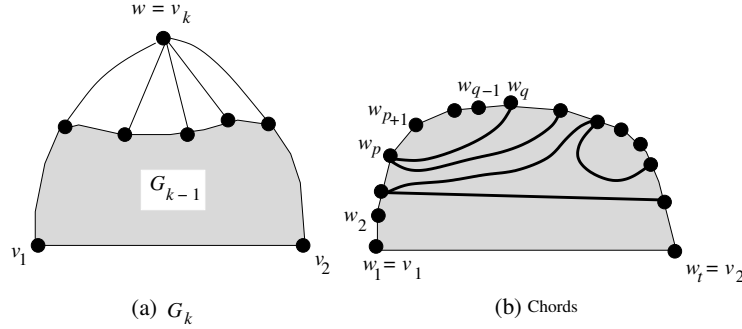 w = v_k
G_{k-1}
v_1
v_2
(a) G_k
w_{q-1} w_q
w_{p+1}
w_p
w_2
w_1 = v_1
w_t = v_2
(b) Chords